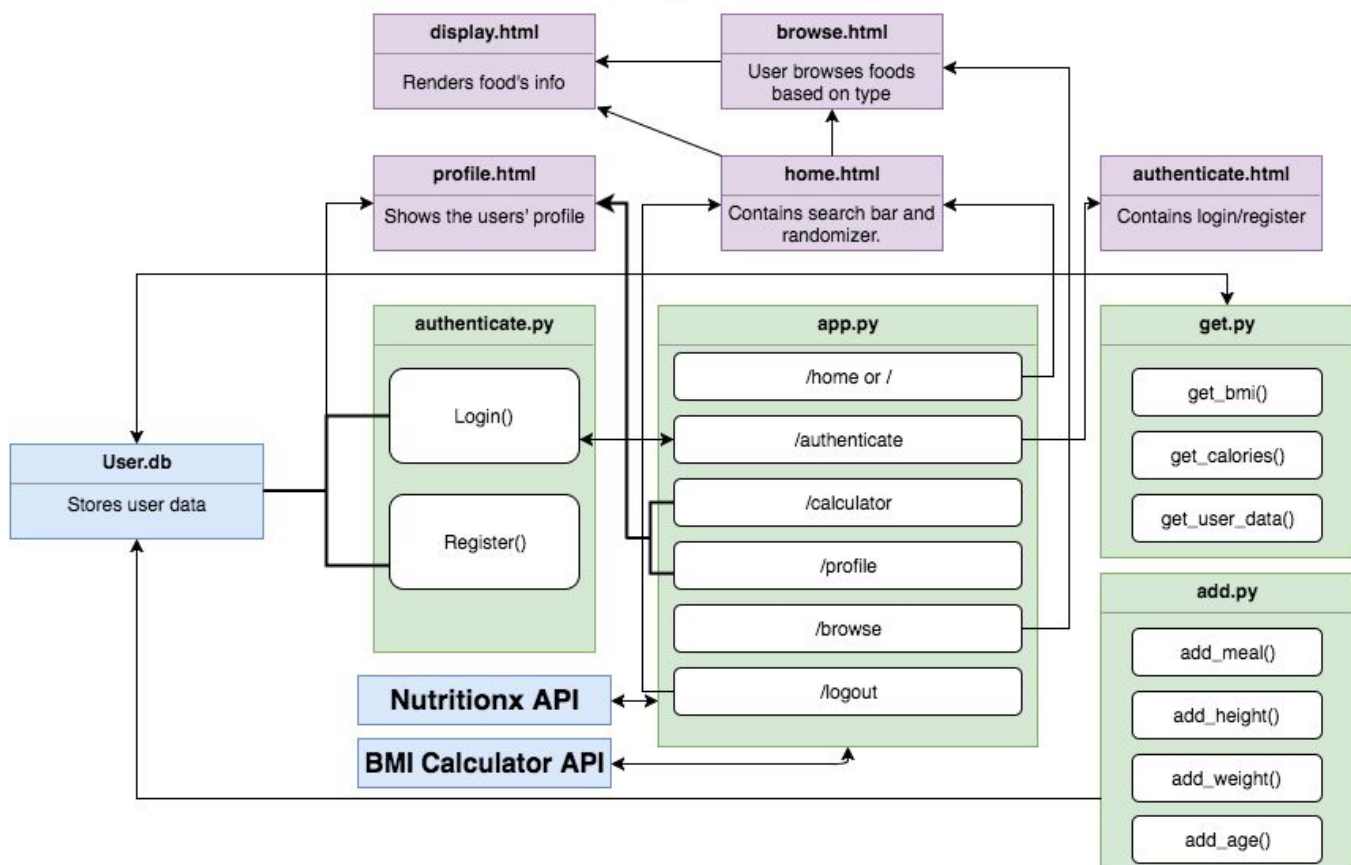 display.html
Renders food's info
browse.html
User browses foods
based on type
profile.html
Shows the users' profile
home.html
Contains search bar and
randomizer.
authenticate.html
Contains login/register
User.db
Stores user data
authenticate.py
Login()
Register()
app.py
/home or /
/authenticate
/calculator
/profile
/browse
/logout
get.py
get_bmi()
get_calories()
get_user_data()
add.py
add_meal()
add_height()
add_weight()
add_age()
Nutritionx API
BMI Calculator API